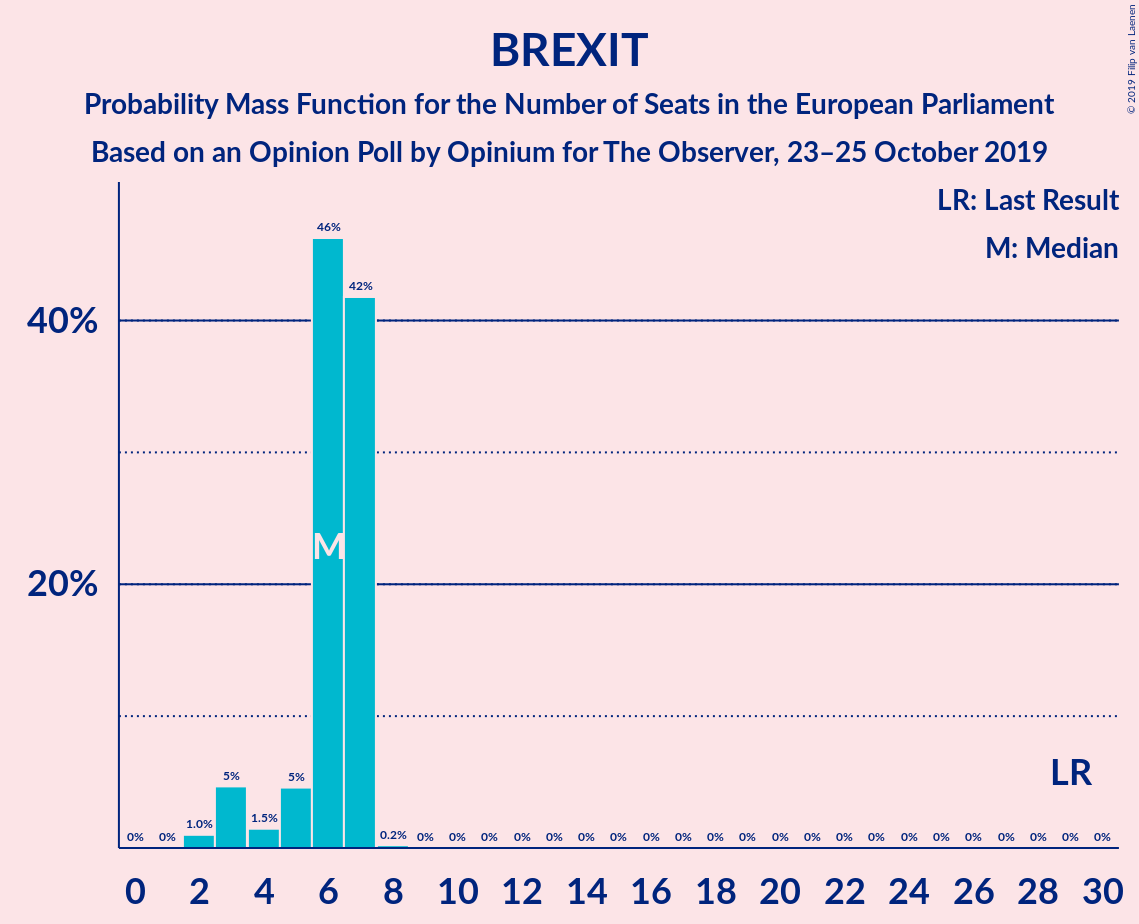 BREXIT
Probability Mass Function for the Number of Seats in the European Parliament
Based on an Opinion Poll by Opinium for The Observer, 23–25 October 2019
© 2019 Filip van Laenen
LR: Last Result
M: Median
46%
42%
40%
M
20%
LR
0% 0% 1.0% 5% 1.5% 5% 0.2% 0% 0% 0% 0% 0% 0% 0% 0% 0% 0% 0% 0% 0% 0% 0% 0% 0% 0% 0% 0% 0% 0%
0 2 4 6 8 10 12 14 16 18 20 22 24 26 28 30